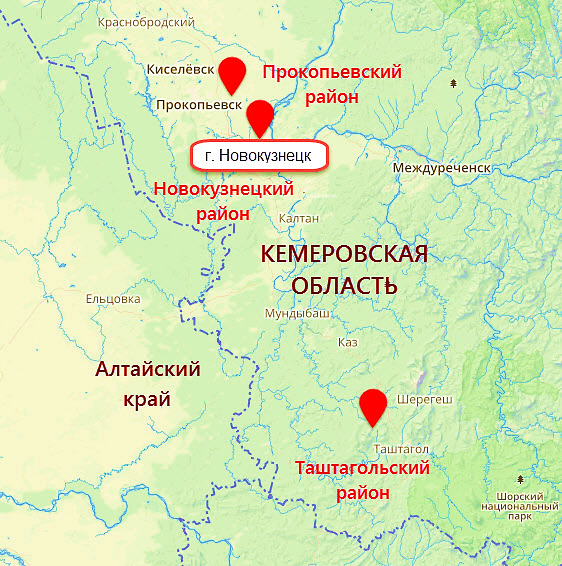 Краснобродский
Киселёвск
Прокопьевский
район
Прокопьевск
г. Новокузнецк
Междуреченск
Новокузнецкий
район
Калтан
КЕМЕРОВСКАЯ
ОБЛАСТЬ
Ельцовка
Мундыбаш
Каз
Алтайский
край
Шерегеш
Таштагол
Таштагольский
район
Шорский
национальный
парк